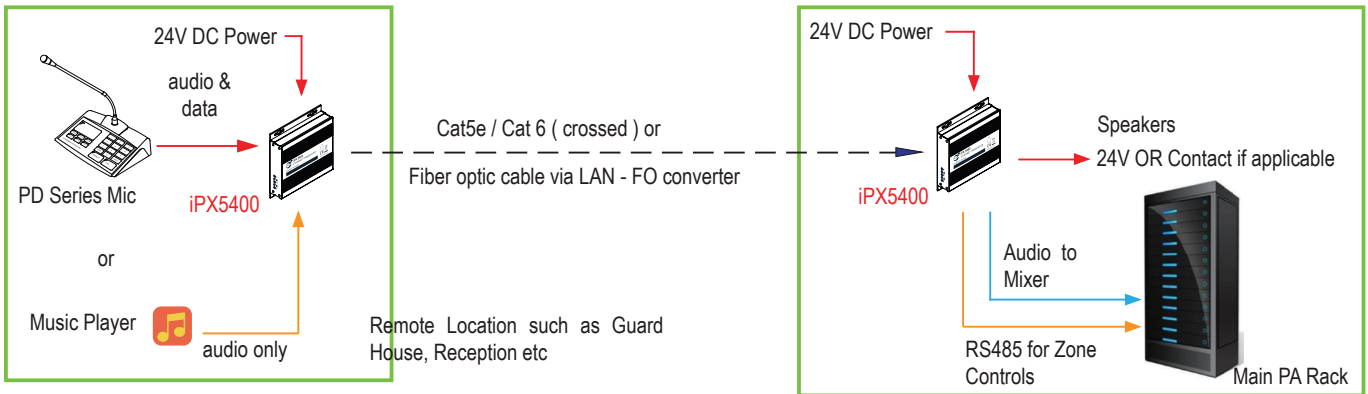 24V DC Power
audio &
data
PD Series Mic
iPX5400
or
Music Player
audio only
Cat5e / Cat 6 ( crossed ) or
Fiber optic cable via LAN - FO converter
Remote Location such as Guard
House, Reception etc
24V DC Power
iPX5400
Speakers
24V OR Contact if applicable
Audio to
Mixer
RS485 for Zone
Controls
Main PA Rack